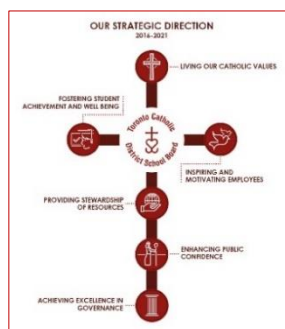 OUR STRATEGIC DIRECTION
2016-2021
LIVING OUR CATHOLIC VALUES
FOSTERING STUDENT
ACHIEVEMENT AND WELL BEING
Toronto Catholic
District School Board
INSPIRING AND
MOTIVATING EMPLOYEES
PROVIDING STEWARDSHIP
OF RESOURCES
ENHANCING PUBLIC
CONFIDENCE
ACHIEVING EXCELLENCE IN
GOVERNANCE